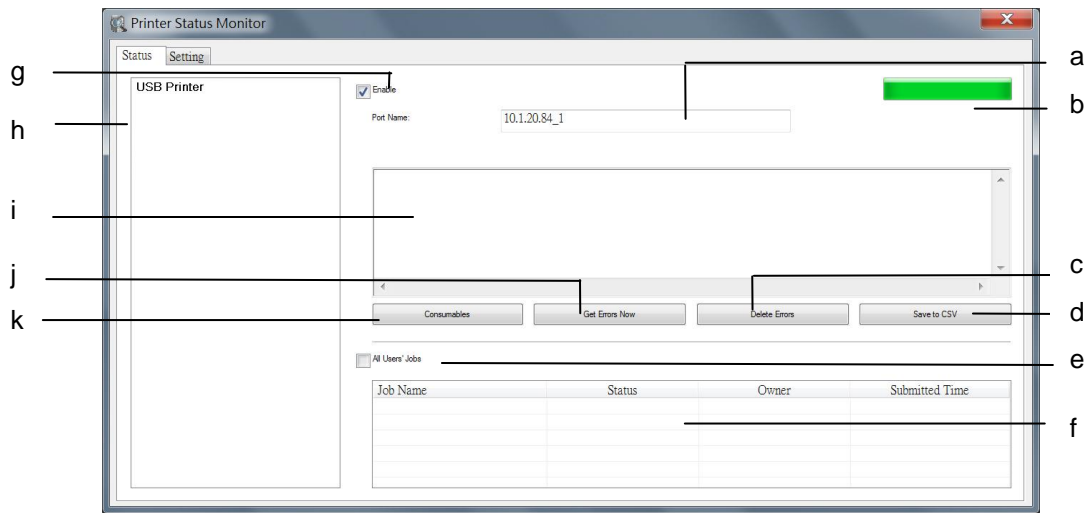 Printer Status Monitor
Status Setting
g
a
USB Printer
Enable
b
h
Port Name: 10.1.20.84_1
i
j
c
k
Consumables Get Errors Now Delete Errors Save to CSV
d
All Users' Jobs
e
Job Name Status Owner Submitted Time
f